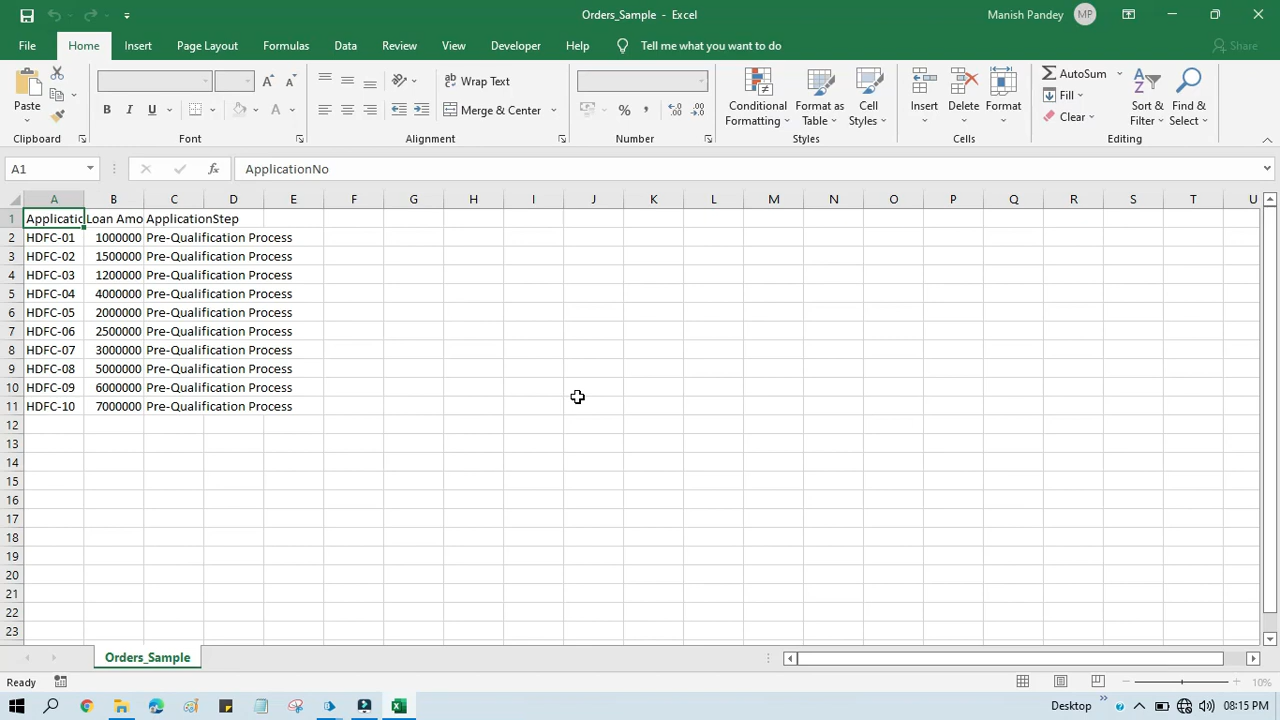 Orders_Sample - Excel
Manish Pandey MP
File Home Insert Page Layout Formulas Data Review View Developer Help Tell me what you want to do Share
Paste
Clipboard
B I U A
Font
Wrap Text
Merge & Center
Alignment
% ,
Number
Conditional Formatting
Format as Table
Cell Styles
Styles
Insert
Delete
Format
Cells
AutoSum
Fill
Clear
Sort & Filter
Find & Select
Editing
A1 fx ApplicationNo
A B C D E F G H I J K L M N O P Q R S T U
1 Applicatic Loan Amo ApplicationStep
2 HDFC-01 1000000 Pre-Qualification Process
3 HDFC-02 1500000 Pre-Qualification Process
4 HDFC-03 1200000 Pre-Qualification Process
5 HDFC-04 4000000 Pre-Qualification Process
6 HDFC-05 2000000 Pre-Qualification Process
7 HDFC-06 2500000 Pre-Qualification Process
8 HDFC-07 3000000 Pre-Qualification Process
9 HDFC-08 5000000 Pre-Qualification Process
10 HDFC-09 6000000 Pre-Qualification Process
11 HDFC-10 7000000 Pre-Qualification Process
12
13
14
15
16
17
18
19
20
21
22
23
Orders_Sample
Ready 10%
Desktop 08:15 PM